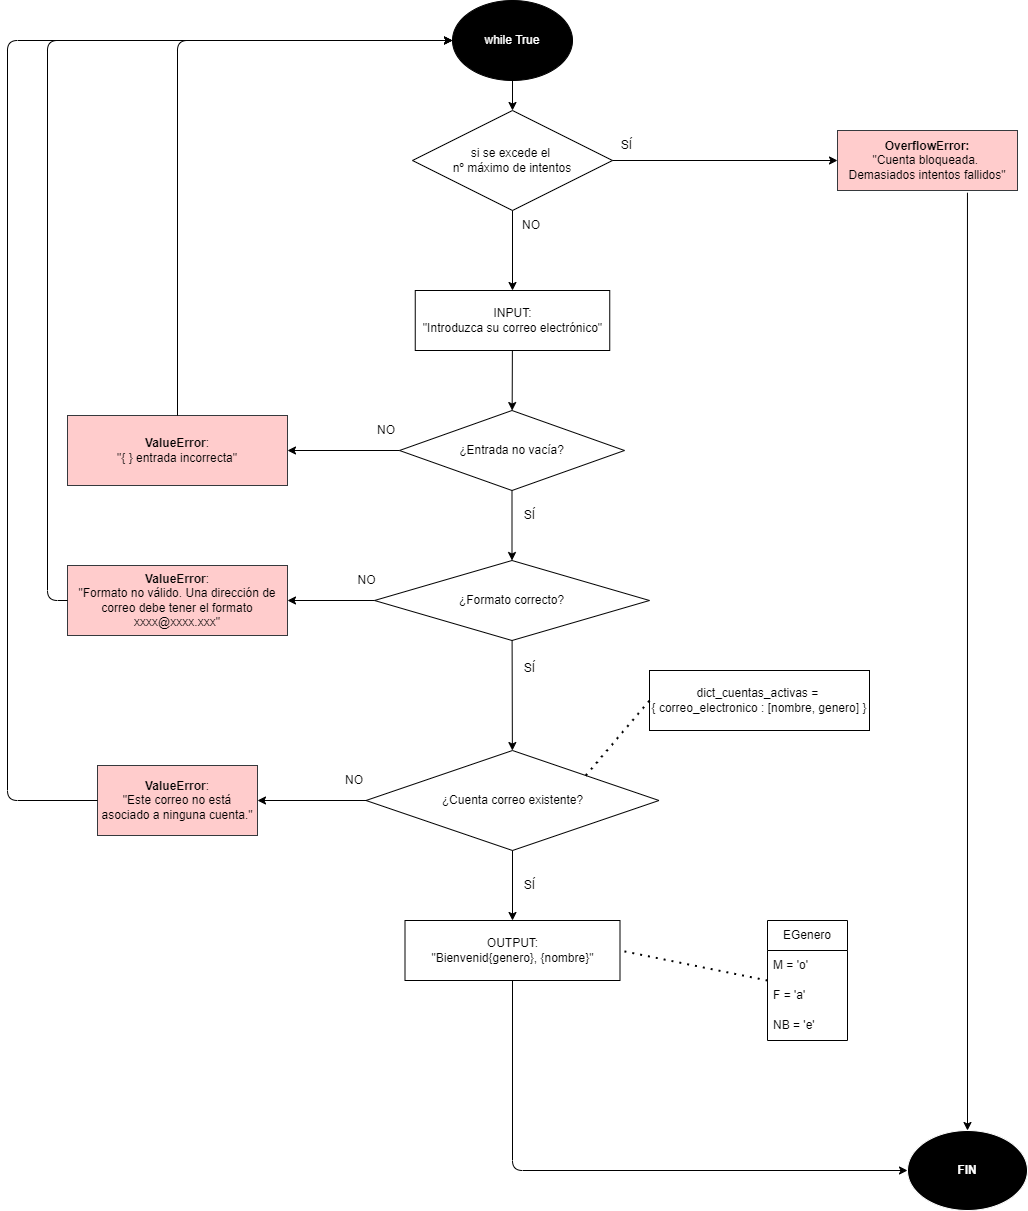 while True
si se excede el
nº máximo de intentos
SÍ
OverflowError:
"Cuenta bloqueada.
Demasiados intentos fallidos"
NO
INPUT:
"Introduzca su correo electrónico"
¿Entrada no vacía?
NO
ValueError:
"{ } entrada incorrecta"
SÍ
¿Formato correcto?
NO
ValueError:
"Formato no válido. Una dirección de
correo debe tener el formato
xxxx@xxxx.xxx"
SÍ
dict_cuentas_activas =
{ correo_electronico : [nombre, genero] }
¿Cuenta correo existente?
NO
ValueError:
"Este correo no está
asociado a ninguna cuenta."
SÍ
OUTPUT:
"Bienvenid{genero}, {nombre}"
EGenero
M = 'o'
F = 'a'
NB = 'e'
FIN